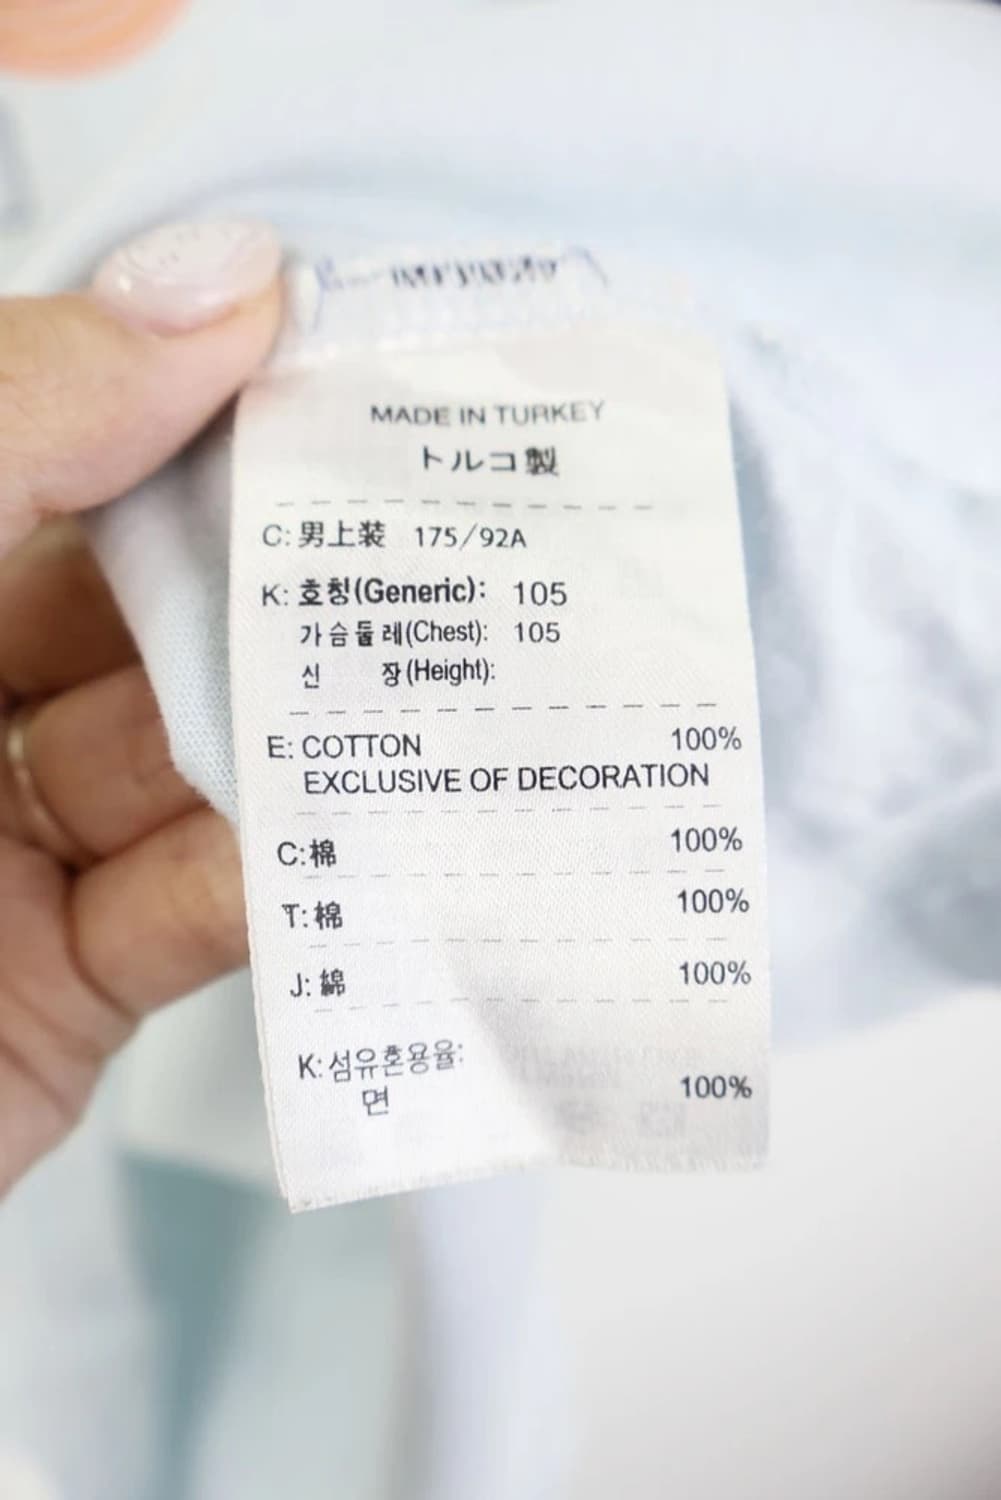 MADE IN TURKEY
トルコ製
C: 男上装 175/92A
K: 호칭(Generic): 105
가슴둘레(Chest): 105
신 장(Height):
E: COTTON 100%
EXCLUSIVE OF DECORATION
C:棉 100%
T:棉 100%
J:綿 100%
K:섬유혼용율:
면 100%